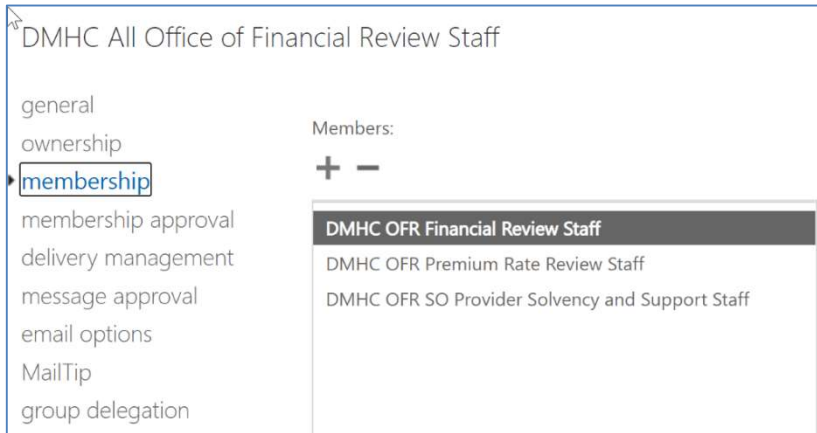 DMHC All Office of Financial Review Staff
general
ownership
membership
membership approval
delivery management
message approval
email options
MailTip
group delegation
Members:
DMHC OFR Financial Review Staff
DMHC OFR Premium Rate Review Staff
DMHC OFR SO Provider Solvency and Support Staff